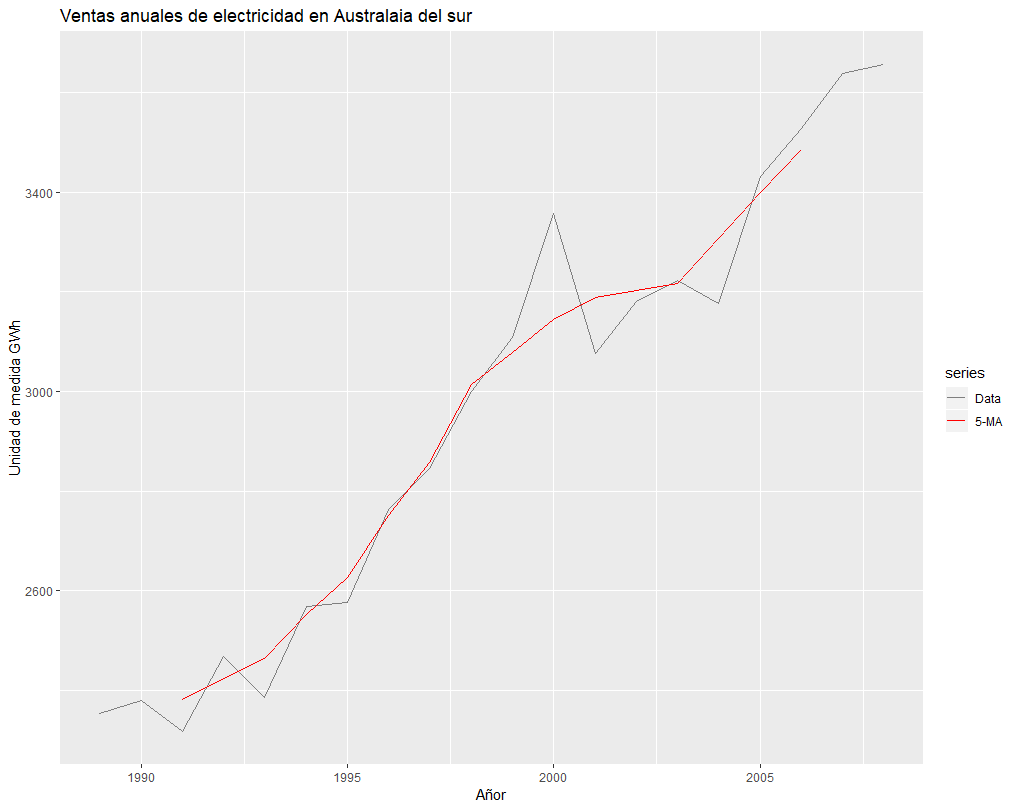 Ventas anuales de electricidad en Australaia del sur
Unidad de medida GWh
3400
3000
2600
1990
1995
2000
2005
Añor
series
Data
5-MA